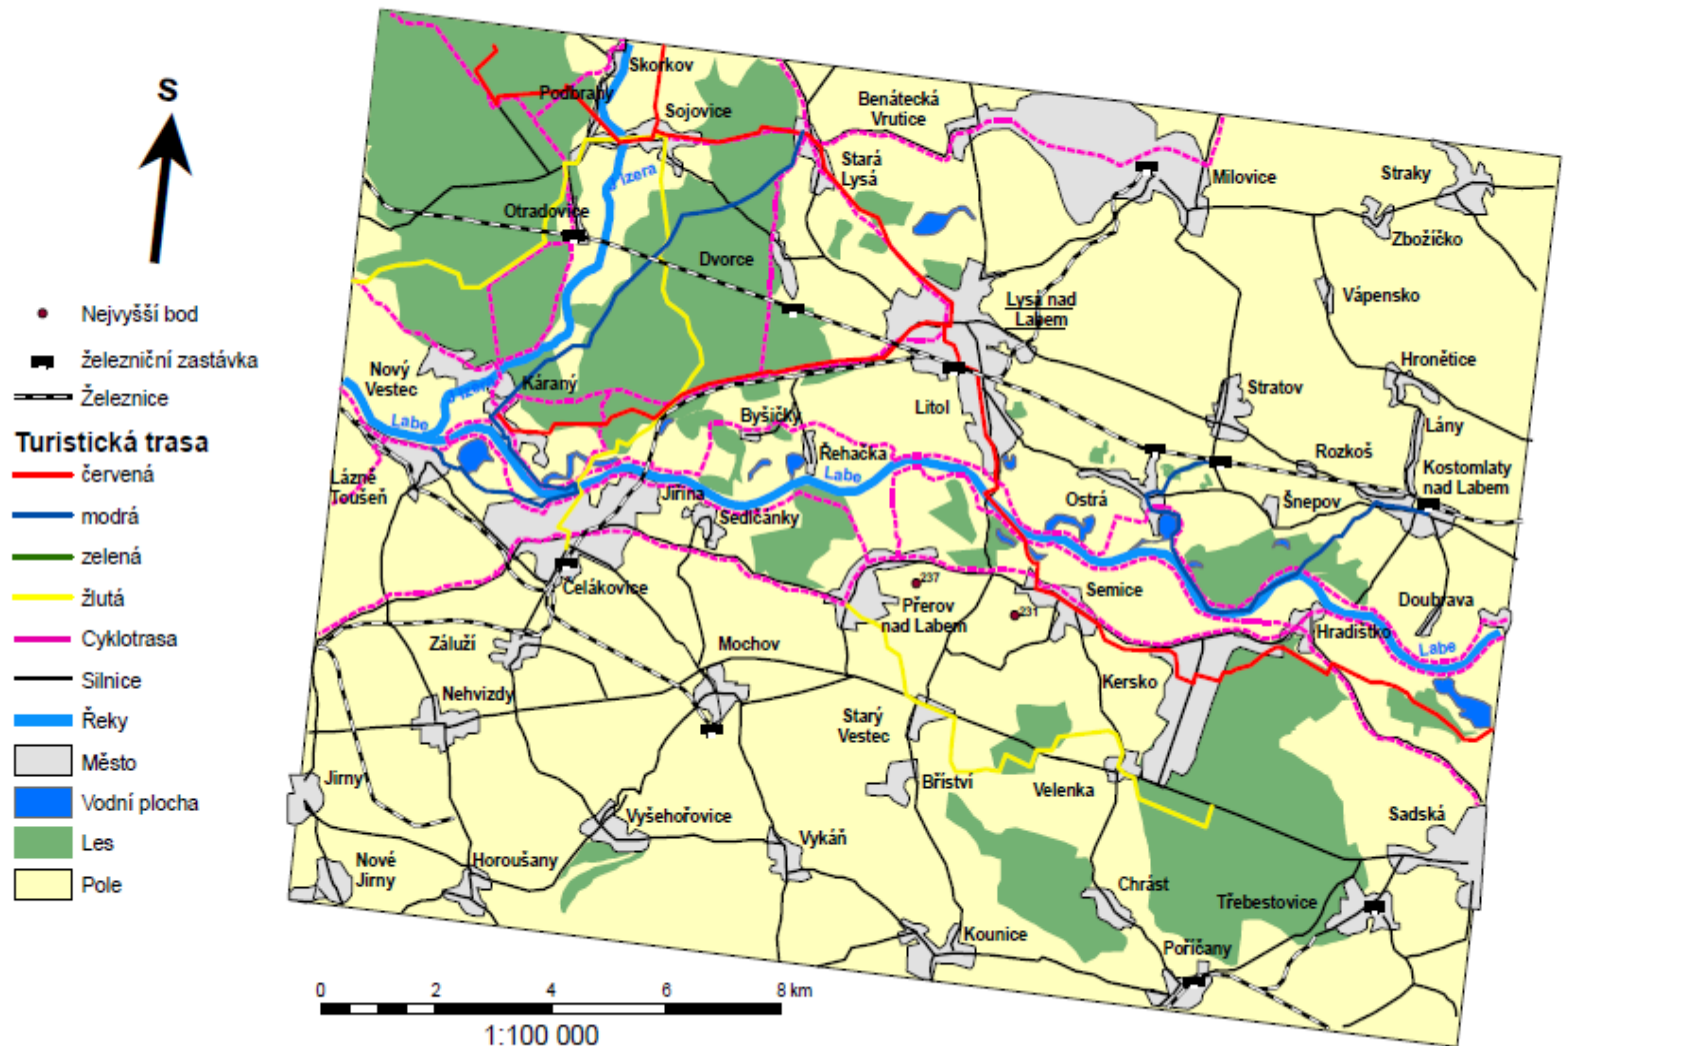 S
Nejvyšší bod
železniční zastávka
Železnice
Turistická trasa
červená
modrá
zelená
žlutá
Cyklotrasa
Silnice
Řeky
Město
Vodní plocha
Les
Pole
Skorkov
Podbrahy
Sojovice
Benátecká
Vrutice
Stará
Lysá
Milovice
Straky
Zbožíčko
Jizera
Otradovice
Dvorce
Lysá nad
Labem
Vápensko
Nový
Vestec
Jizera
Káraný
Hronětice
Labe
Byšičky
Litol
Stratov
Lány
Řehačka
Labe
Rozkoš
Kostomlaty
nad Labem
Lázně
Toušeň
Jiřina
Sedlčánky
Ostrá
Šnepov
Čelákovice
237
Přerov
nad Labem
231
Semice
Doubrava
Hradištko
Labe
Záluží
Mochov
Kersko
Nehvizdy
Starý
Vestec
Jirny
Bříství
Velenka
Sadská
Vyšehořovice
Vykáň
Nové
Jirny
Horoušany
Chrást
Třebestovice
Kounice
Poříčany
0 2 4 6 8 km
1:100 000